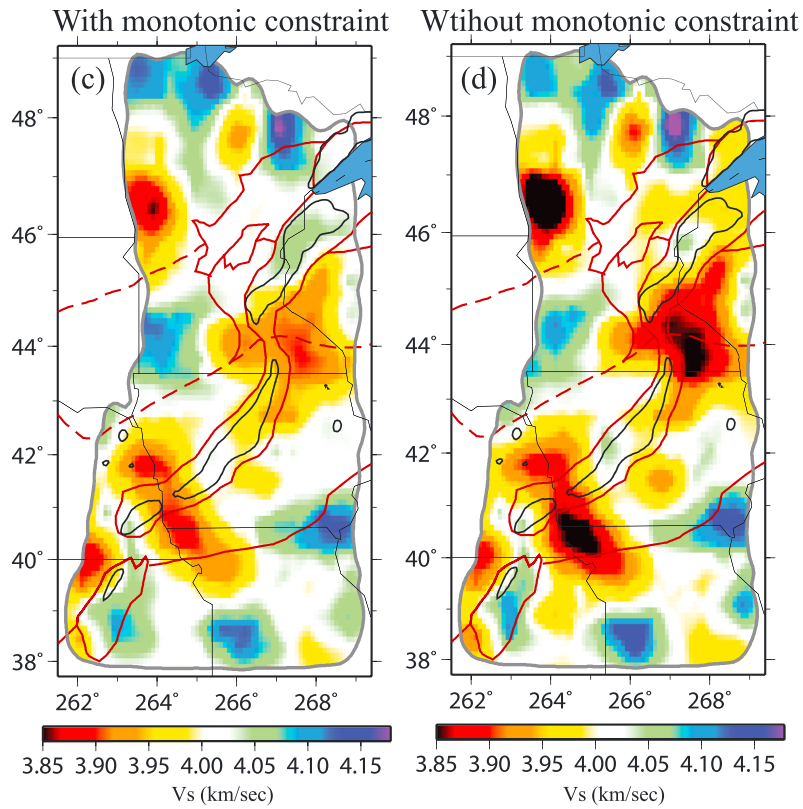 With monotonic constraint
Wtihout monotonic constraint
(c)
(d)
48°
46°
44°
42°
40°
38°
48°
46°
44°
42°
40°
38°
262° 264° 266° 268°
262° 264° 266° 268°
3.85 3.90 3.95 4.00 4.05 4.10 4.15
3.85 3.90 3.95 4.00 4.05 4.10 4.15
Vs (km/sec)
Vs (km/sec)